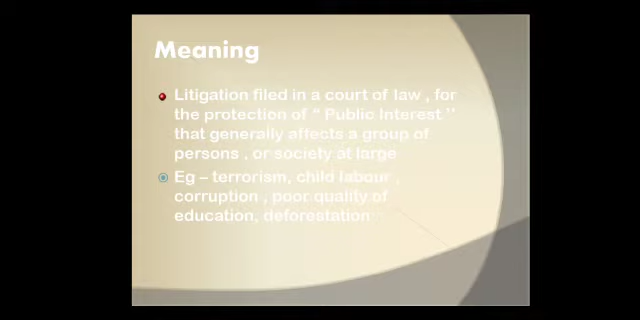 Meaning
Litigation filed in a court of law , for
the protection of “ Public Interest ’’
that generally affects a group of
persons , or society at large
Eg – terrorism, child labour ,
corruption , poor quality of
education, deforestation